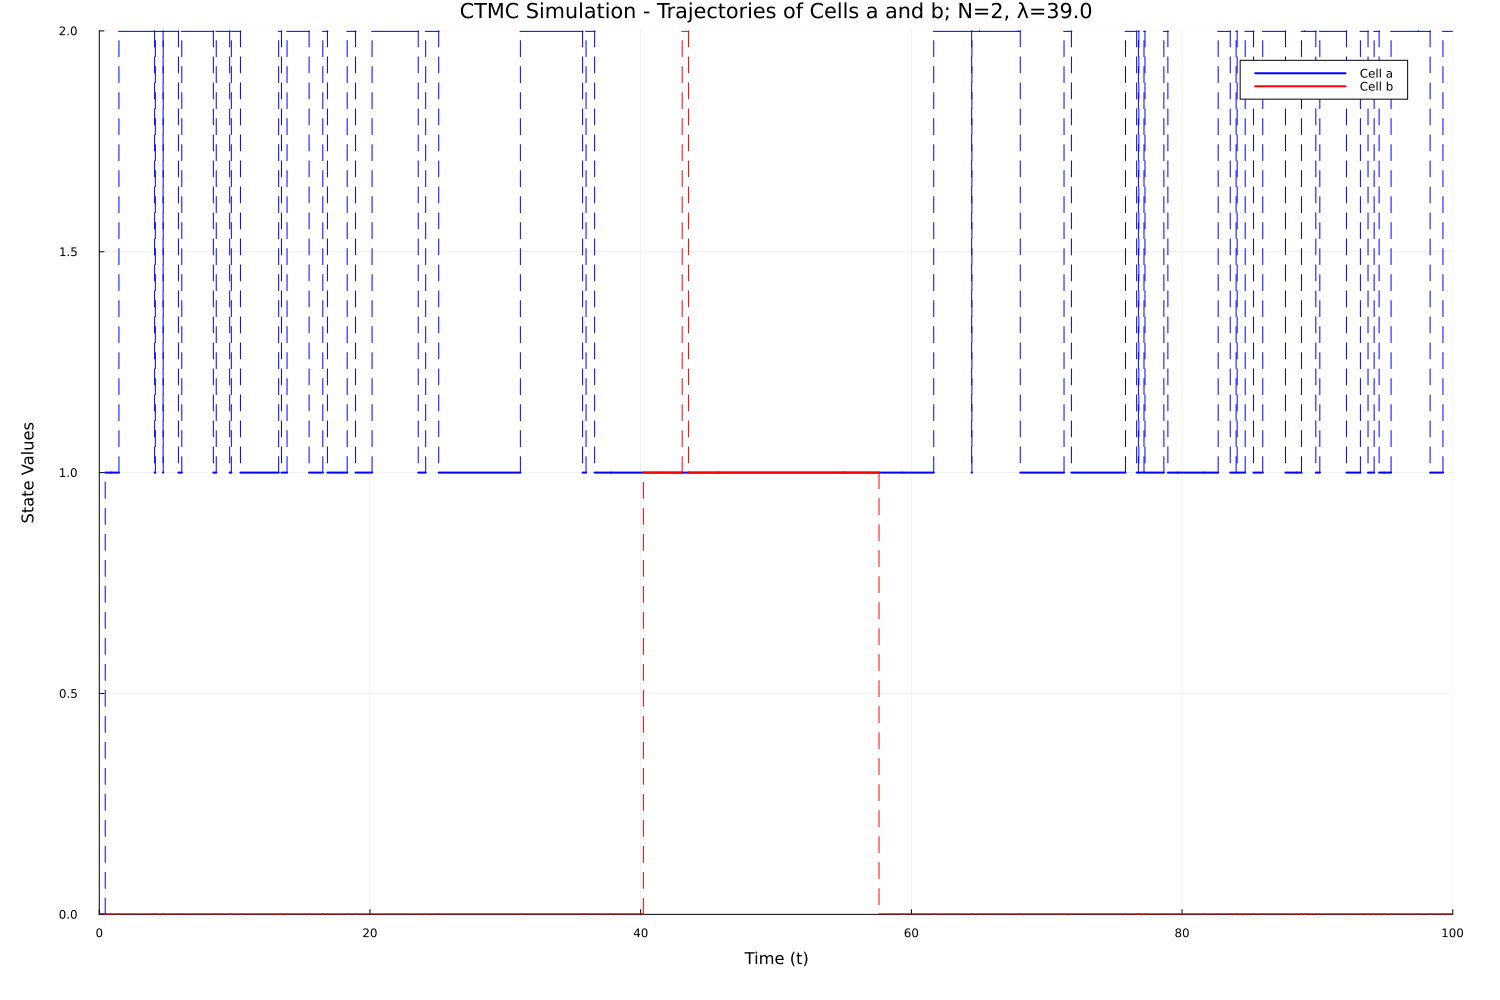 CTMC Simulation - Trajectories of Cells a and b; N=2, λ=39.0
2.0
Cell a
Cell b
1.5
1.0
State Values
0.5
0.0
0 20 40 60 80 100
Time (t)